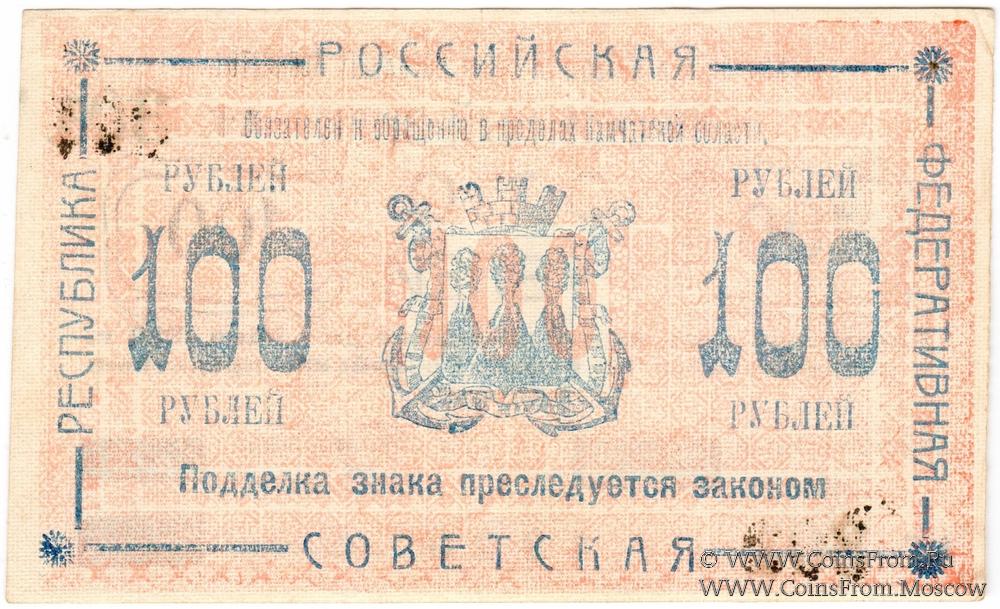 РОССИЙСКАЯ
ФЕДЕРАТИВНАЯ
СОВЕТСКАЯ
РЕСПУБЛИКА
Обязателен к обращению в пределах Камчатской области.
РУБЛЕЙ РУБЛЕЙ
100 100
РУБЛЕЙ РУБЛЕЙ
Подделка знака преследуется законом
© WWW.CoinsFrom.Ru
WWW.CoinsFrom.Moscow